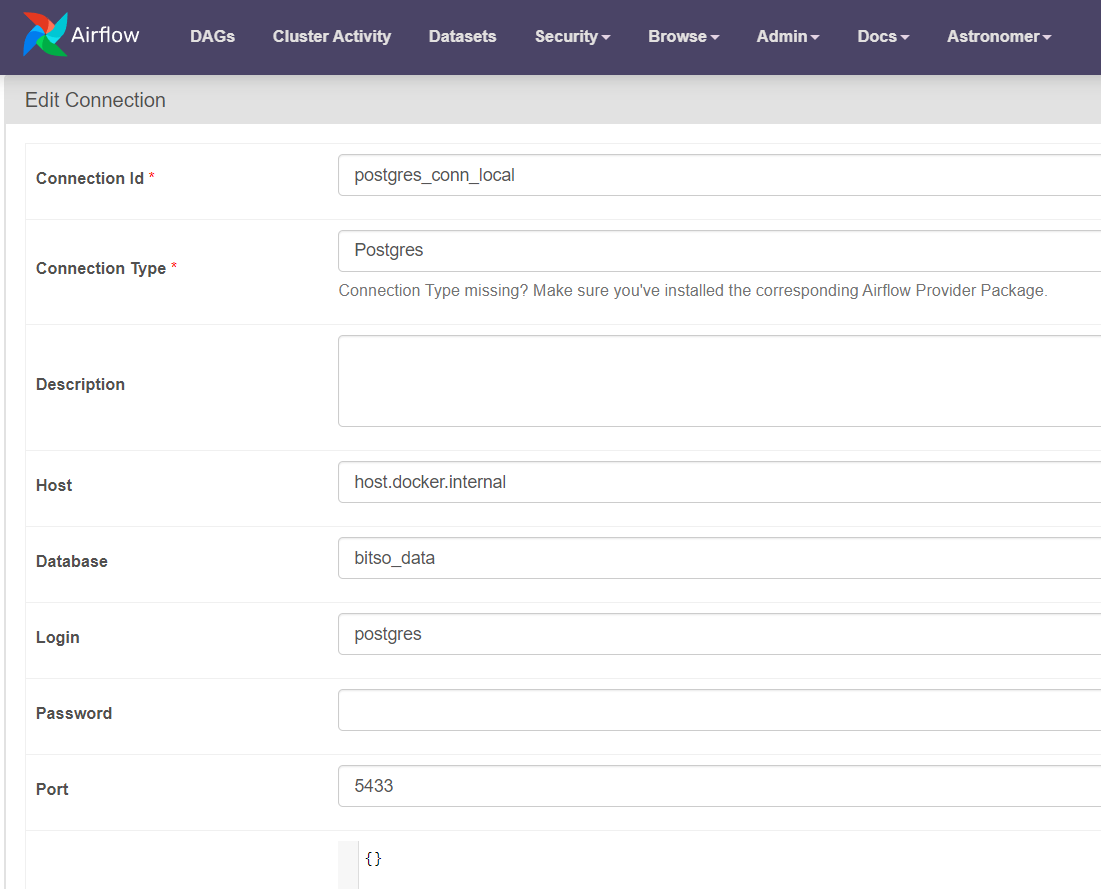 Airflow DAGs Cluster Activity Datasets Security Browse Admin Docs Astronomer
Edit Connection
Connection Id * postgres_conn_local
Connection Type * Postgres
Connection Type missing? Make sure you've installed the corresponding Airflow Provider Package.
Description
Host host.docker.internal
Database bitso_data
Login postgres
Password
Port 5433
{}